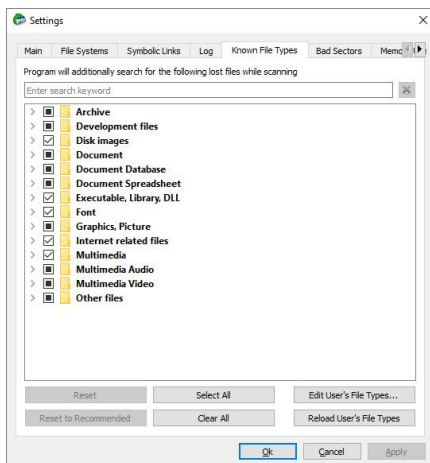 Settings
Main File Systems Symbolic Links Log Known File Types Bad Sectors
Program will additionally search for the following lost files while scanning
Enter search keyword
Archive
Development files
Disk images
Document
Document Database
Document Spreadsheet
Executable, Library, DLL
Font
Graphics, Picture
Internet related files
Multimedia
Multimedia Audio
Multimedia Video
Other files
Reset Select All Edit User's File Types...
Reset to Recommended Clear All Reload User's File Types
Ok Cancel Apply